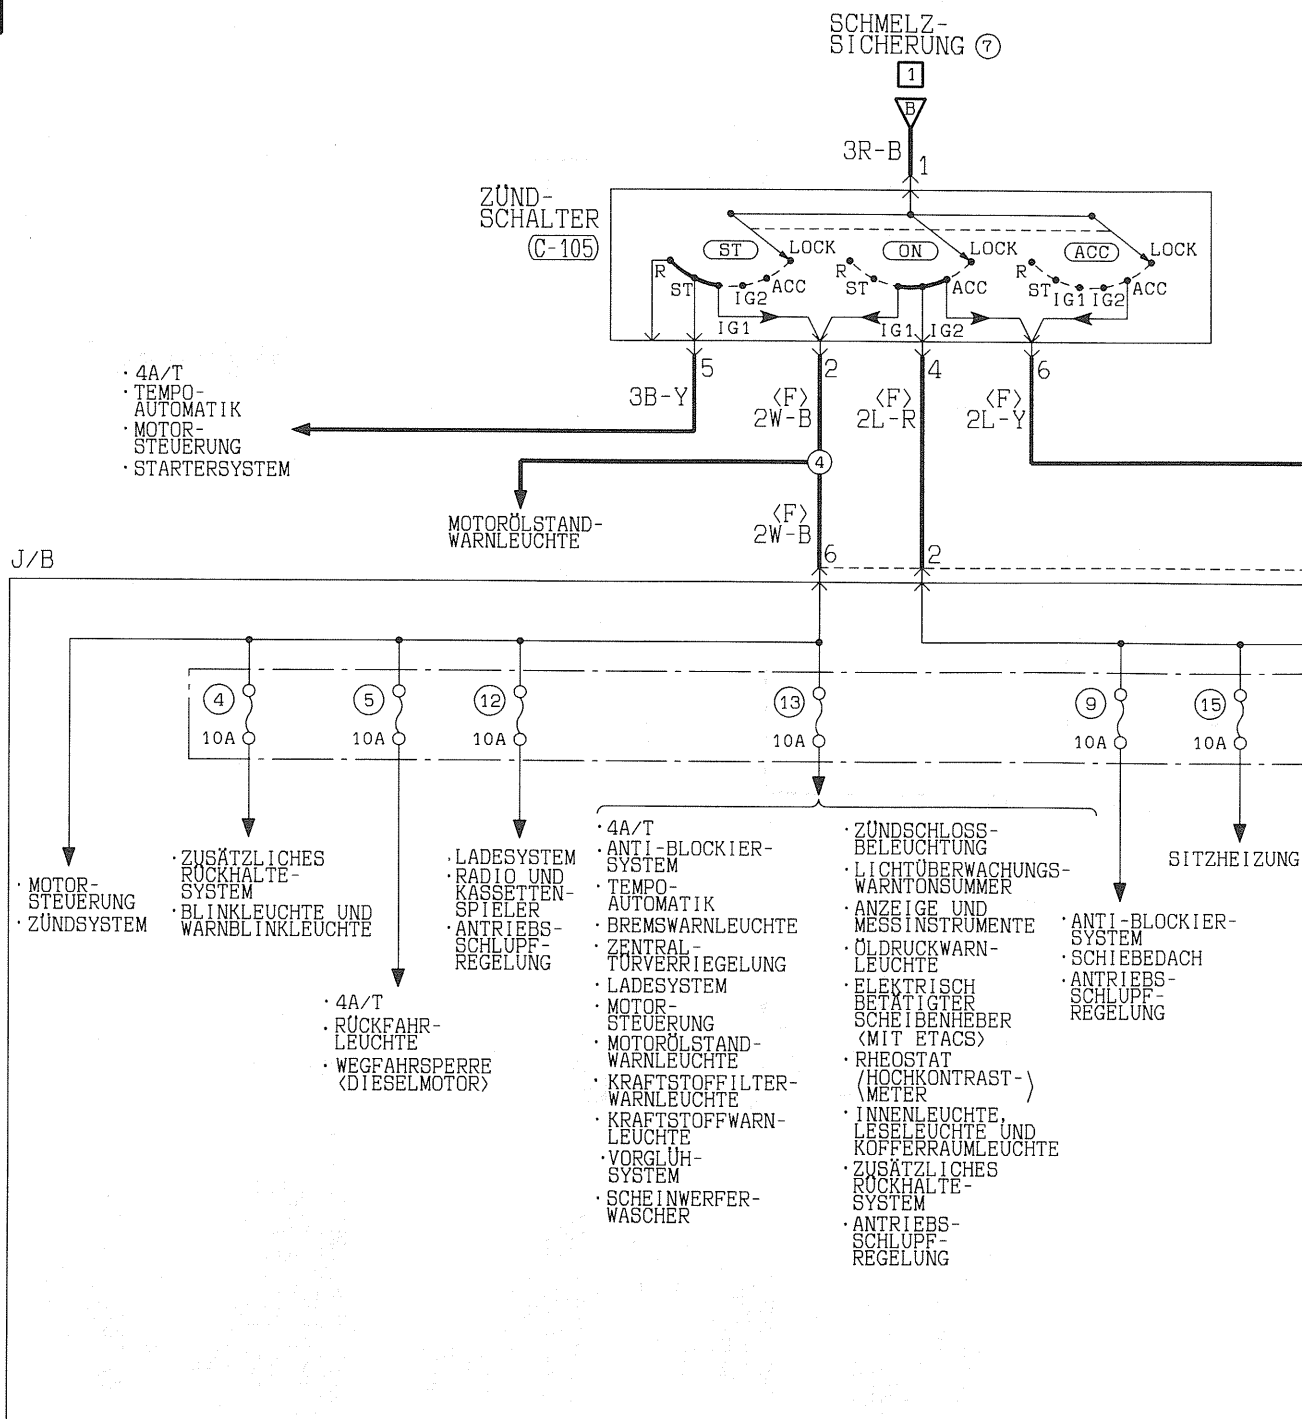 SCHMELZ-
SICHERUNG 7
1
B
3R-B
1
ZÜND-
SCHALTER
C-105
ST
LOCK
R
ST
IG1
IG2
ACC
ON
LOCK
R
ST
IG1
IG2
ACC
ACC
LOCK
R
ST
IG1
IG2
ACC
5
2
4
6
3B-Y
<F>
2W-B
<F>
2L-R
<F>
2L-Y
· 4A/T
· TEMPO-
AUTOMATIK
· MOTOR-
STEUERUNG
· STARTERSYSTEM
4
MOTORÖLSTAND-
WARNLEUCHTE
<F>
2W-B
6
2
J/B
4
10A
5
10A
12
10A
13
10A
9
10A
15
10A
· MOTOR-
STEUERUNG
· ZÜNDSYSTEM
· ZUSÄTZLICHES
RÜCKHALTE-
SYSTEM
· BLINKLEUCHTE UND
WARNBLINKLEUCHTE
· 4A/T
· RÜCKFAHR-
LEUCHTE
· WEGFAHRSPERRE
<DIESELMOTOR>
· LADESYSTEM
· RADIO UND
KASSETTEN-
SPIELER
· ANTRIEBS-
SCHLUPF-
REGELUNG
· 4A/T
· ANTI-BLOCKIER-
SYSTEM
· TEMPO-
AUTOMATIK
· BREMSWARNLEUCHTE
· ZENTRAL-
TÜRVERRIEGELUNG
· LADESYSTEM
· MOTOR-
STEUERUNG
· MOTORÖLSTAND-
WARNLEUCHTE
· KRAFTSTOFFILTER-
WARNLEUCHTE
· KRAFTSTOFFWARN-
LEUCHTE
· VORGLÜH-
SYSTEM
· SCHEINWERFER-
WASCHER
· ZÜNDSCHLOSS-
BELEUCHTUNG
· LICHTÜBERWACHUNGS-
WARNTONSUMMER
· ANZEIGE UND
MESSINSTRUMENTE
· ÖLDRUCKWARN-
LEUCHTE
· ELEKTRISCH
BETÄTIGTER
SCHEIBENHEBER
<MIT ETACS>
· RHEOSTAT
(HOCHKONTRAST-
METER)
· INNENLEUCHTE,
LESELEUCHTE UND
KOFFERRAUMLEUCHTE
· ZUSÄTZLICHES
RÜCKHALTE-
SYSTEM
· ANTRIEBS-
SCHLUPF-
REGELUNG
· ANTI-BLOCKIER-
SYSTEM
· SCHIEBEDACH
· ANTRIEBS-
SCHLUPF-
REGELUNG
SITZHEIZUNG